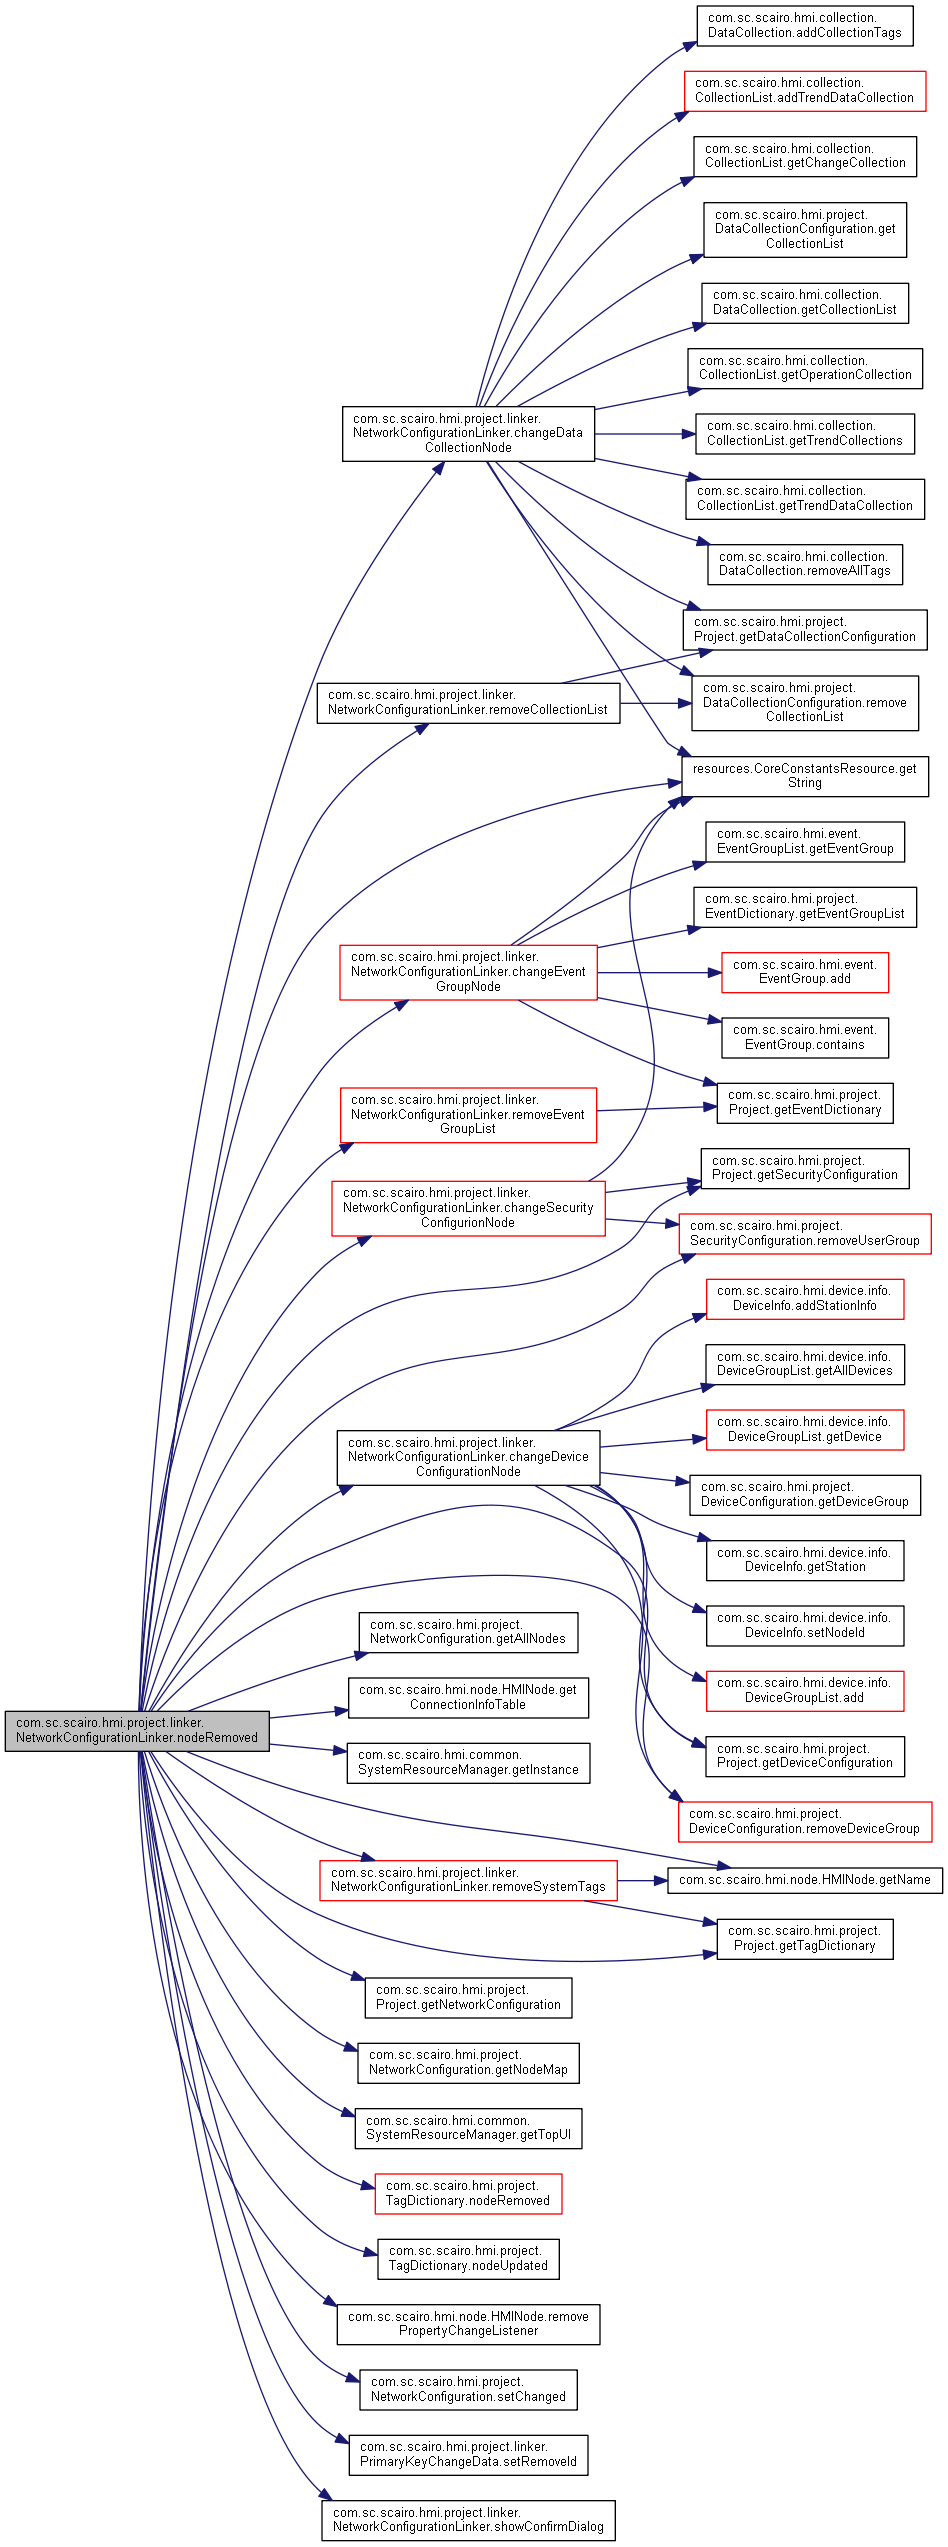 com.sc.scairo.hmi.collection.
DataCollection.addCollectionTags
com.sc.scairo.hmi.collection.
CollectionList.addTrendDataCollection
com.sc.scairo.hmi.collection.
CollectionList.getChangeCollection
com.sc.scairo.hmi.project.
DataCollectionConfiguration.get
CollectionList
com.sc.scairo.hmi.collection.
DataCollection.getCollectionList
com.sc.scairo.hmi.collection.
CollectionList.getOperationCollection
com.sc.scairo.hmi.project.linker.
NetworkConfigurationLinker.changeData
CollectionNode
com.sc.scairo.hmi.collection.
CollectionList.getTrendCollections
com.sc.scairo.hmi.collection.
CollectionList.getTrendDataCollection
com.sc.scairo.hmi.collection.
DataCollection.removeAllTags
com.sc.scairo.hmi.project.
Project.getDataCollectionConfiguration
com.sc.scairo.hmi.project.linker.
NetworkConfigurationLinker.removeCollectionList
com.sc.scairo.hmi.project.
DataCollectionConfiguration.remove
CollectionList
resources.CoreConstantsResource.get
String
com.sc.scairo.hmi.event.
EventGroupList.getEventGroup
com.sc.scairo.hmi.project.
EventDictionary.getEventGroupList
com.sc.scairo.hmi.project.linker.
NetworkConfigurationLinker.changeEvent
GroupNode
com.sc.scairo.hmi.event.
EventGroup.add
com.sc.scairo.hmi.event.
EventGroup.contains
com.sc.scairo.hmi.project.linker.
NetworkConfigurationLinker.removeEvent
GroupList
com.sc.scairo.hmi.project.
Project.getEventDictionary
com.sc.scairo.hmi.project.
Project.getSecurityConfiguration
com.sc.scairo.hmi.project.linker.
NetworkConfigurationLinker.changeSecurity
ConfigurionNode
com.sc.scairo.hmi.project.
SecurityConfiguration.removeUserGroup
com.sc.scairo.hmi.device.info.
DeviceInfo.addStationInfo
com.sc.scairo.hmi.device.info.
DeviceGroupList.getAllDevices
com.sc.scairo.hmi.device.info.
DeviceGroupList.getDevice
com.sc.scairo.hmi.project.linker.
NetworkConfigurationLinker.changeDevice
ConfigurationNode
com.sc.scairo.hmi.project.
DeviceConfiguration.getDeviceGroup
com.sc.scairo.hmi.device.info.
DeviceInfo.getStation
com.sc.scairo.hmi.device.info.
DeviceInfo.setNodeId
com.sc.scairo.hmi.project.
NetworkConfiguration.getAllNodes
com.sc.scairo.hmi.device.info.
DeviceGroupList.add
com.sc.scairo.hmi.node.HMINode.get
ConnectionInfoTable
com.sc.scairo.hmi.project.linker.
NetworkConfigurationLinker.nodeRemoved
com.sc.scairo.hmi.project.
Project.getDeviceConfiguration
com.sc.scairo.hmi.common.
SystemResourceManager.getInstance
com.sc.scairo.hmi.project.
DeviceConfiguration.removeDeviceGroup
com.sc.scairo.hmi.project.linker.
NetworkConfigurationLinker.removeSystemTags
com.sc.scairo.hmi.node.HMINode.getName
com.sc.scairo.hmi.project.
Project.getTagDictionary
com.sc.scairo.hmi.project.
Project.getNetworkConfiguration
com.sc.scairo.hmi.project.
NetworkConfiguration.getNodeMap
com.sc.scairo.hmi.common.
SystemResourceManager.getTopUI
com.sc.scairo.hmi.project.
TagDictionary.nodeRemoved
com.sc.scairo.hmi.project.
TagDictionary.nodeUpdated
com.sc.scairo.hmi.node.HMINode.remove
PropertyChangeListener
com.sc.scairo.hmi.project.
NetworkConfiguration.setChanged
com.sc.scairo.hmi.project.linker.
PrimaryKeyChangeData.setRemoveId
com.sc.scairo.hmi.project.linker.
NetworkConfigurationLinker.showConfirmDialog